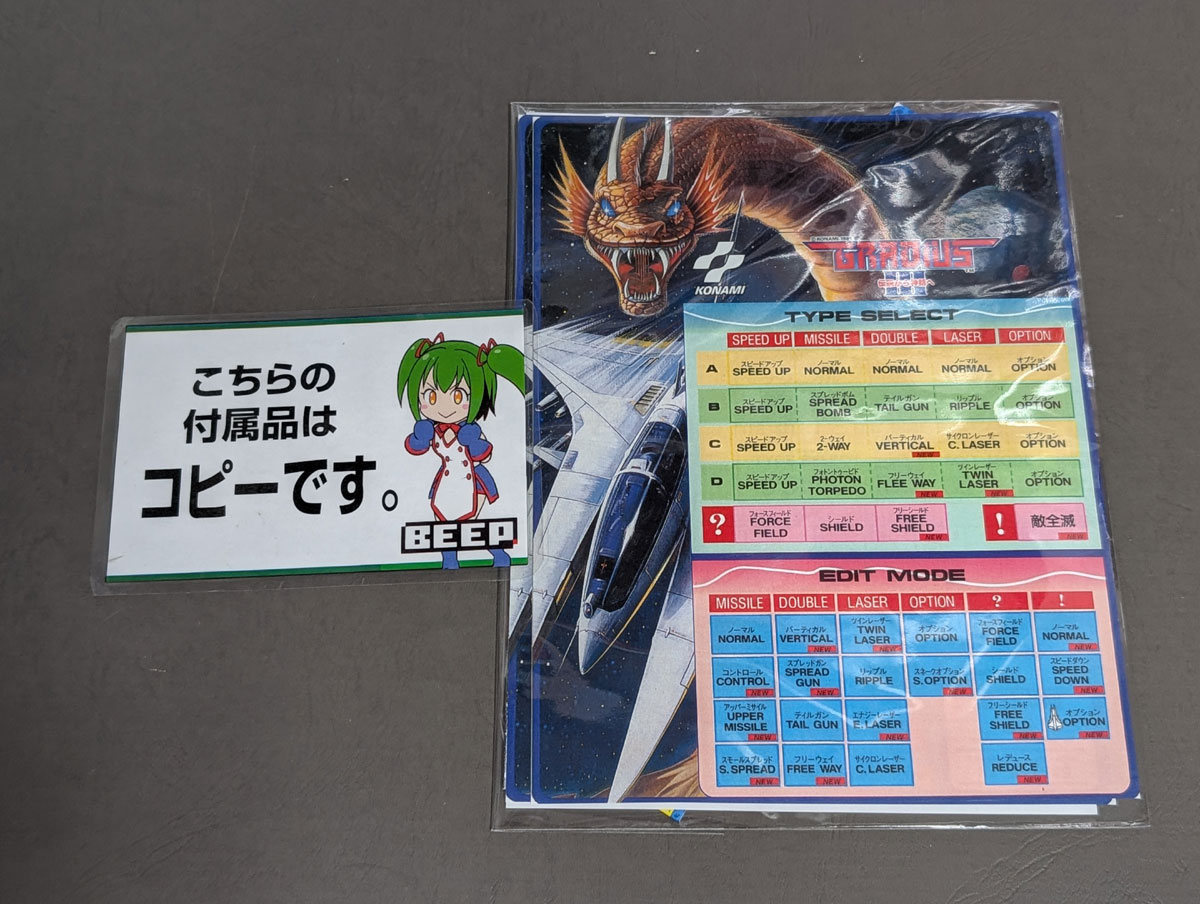 こちらの
付属品は
コピーです。
BEEP
KONAMI
GRADIUS
III
伝説から神話へ
TYPE SELECT
SPEED UP MISSILE DOUBLE LASER OPTION
スピードアップ ノーマル ノーマル ノーマル オプション
A SPEED UP NORMAL NORMAL NORMAL OPTION
スピードアップ スプレッドボム テイルガン リップル オプション
B SPEED UP SPREAD BOMB TAIL GUN RIPPLE OPTION
スピードアップ 2-ウェイ バーティカル サイクロンレーザー オプション
C SPEED UP 2-WAY VERTICAL C. LASER OPTION
NEW
スピードアップ フォトントゥービド フリーウェイ ツインレーザー オプション
D SPEED UP PHOTON TORPEDO FLEE WAY TWIN LASER OPTION
NEW NEW
フォースフィールド シールド フリーシールド
? FORCE FIELD SHIELD FREE SHIELD ! 敵全滅
NEW NEW
EDIT MODE
MISSILE DOUBLE LASER OPTION ? !
ノーマル バーティカル ツインレーザー オプション フォースフィールド ノーマル
NORMAL VERTICAL TWIN LASER OPTION FORCE FIELD NORMAL
NEW NEW NEW
コントロール スプレッドガン リップル スネークオプション シールド スピードダウン
CONTROL SPREAD GUN RIPPLE S. OPTION SHIELD SPEED DOWN
NEW NEW NEW NEW
アッパーミサイル テイルガン エナジーレーザー フリーシールド オプション
UPPER MISSILE TAIL GUN E. LASER FREE SHIELD OPTION
NEW NEW NEW NEW
スモールスプレッド フリーウェイ サイクロンレーザー レデュース
S. SPREAD FREE WAY C. LASER REDUCE
NEW NEW NEW